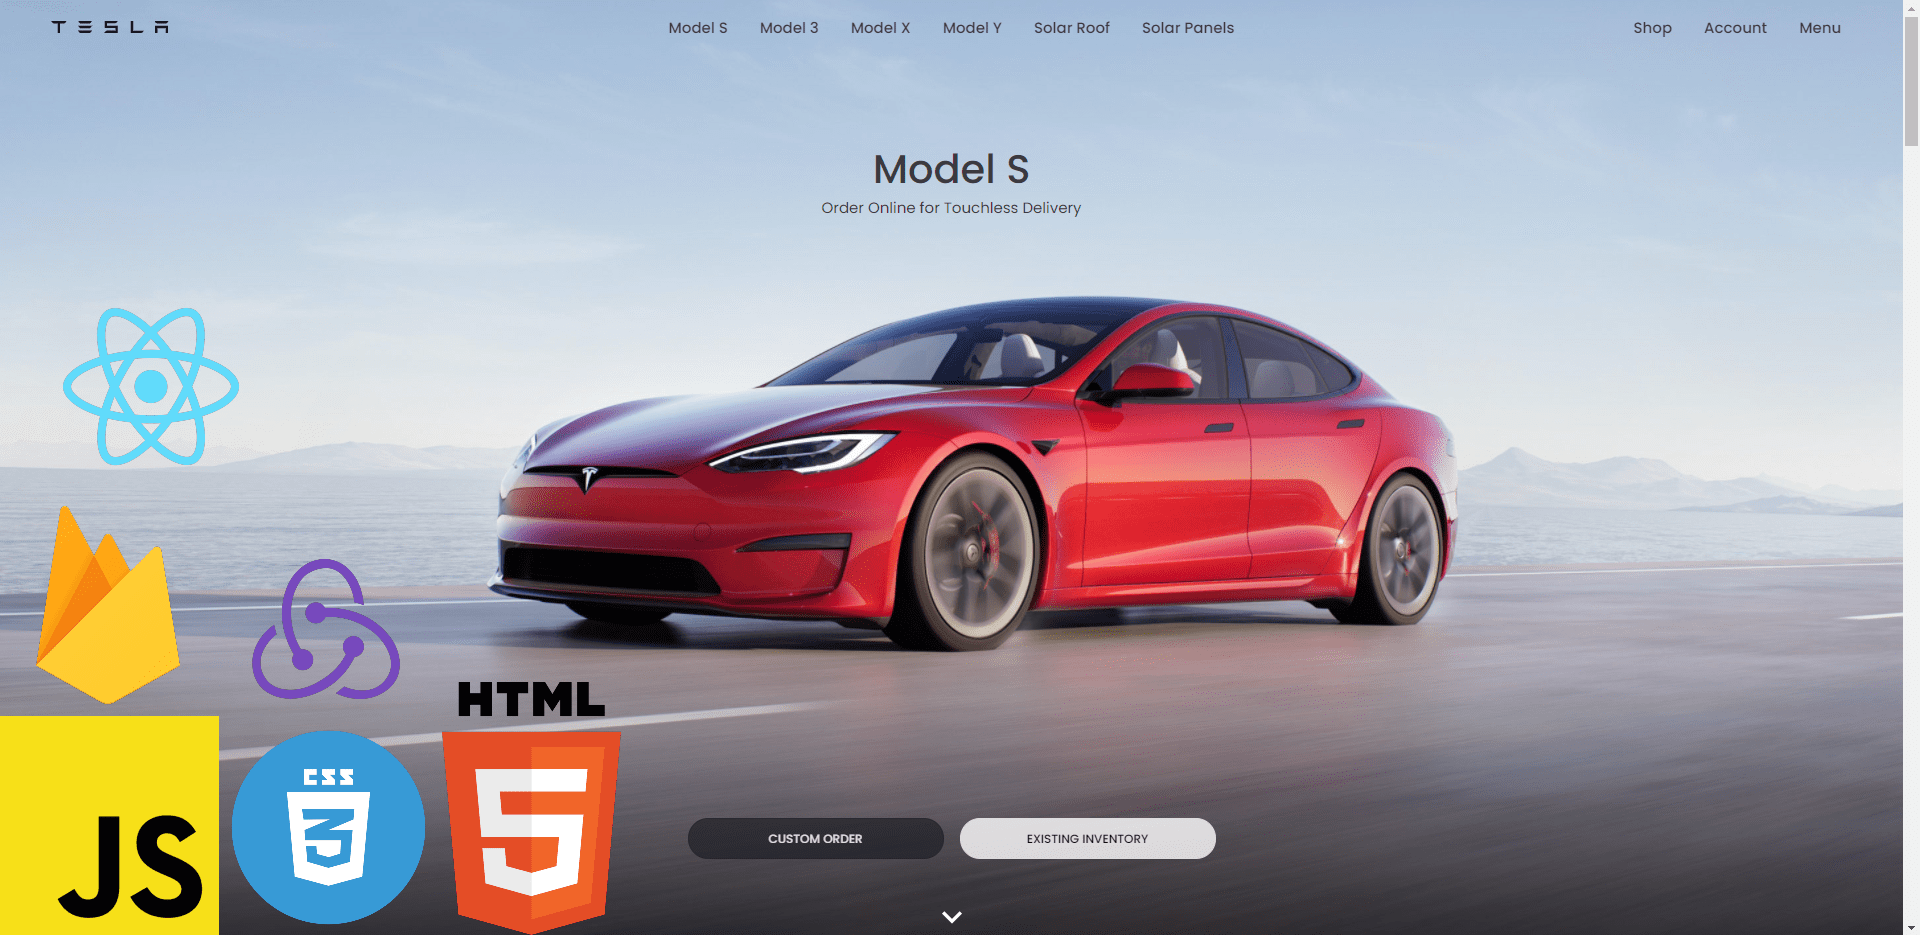 TESLA
Model S Model 3 Model X Model Y Solar Roof Solar Panels
Shop Account Menu
Model S
Order Online for Touchless Delivery
HTML
CSS
3
5
JS
CUSTOM ORDER
EXISTING INVENTORY